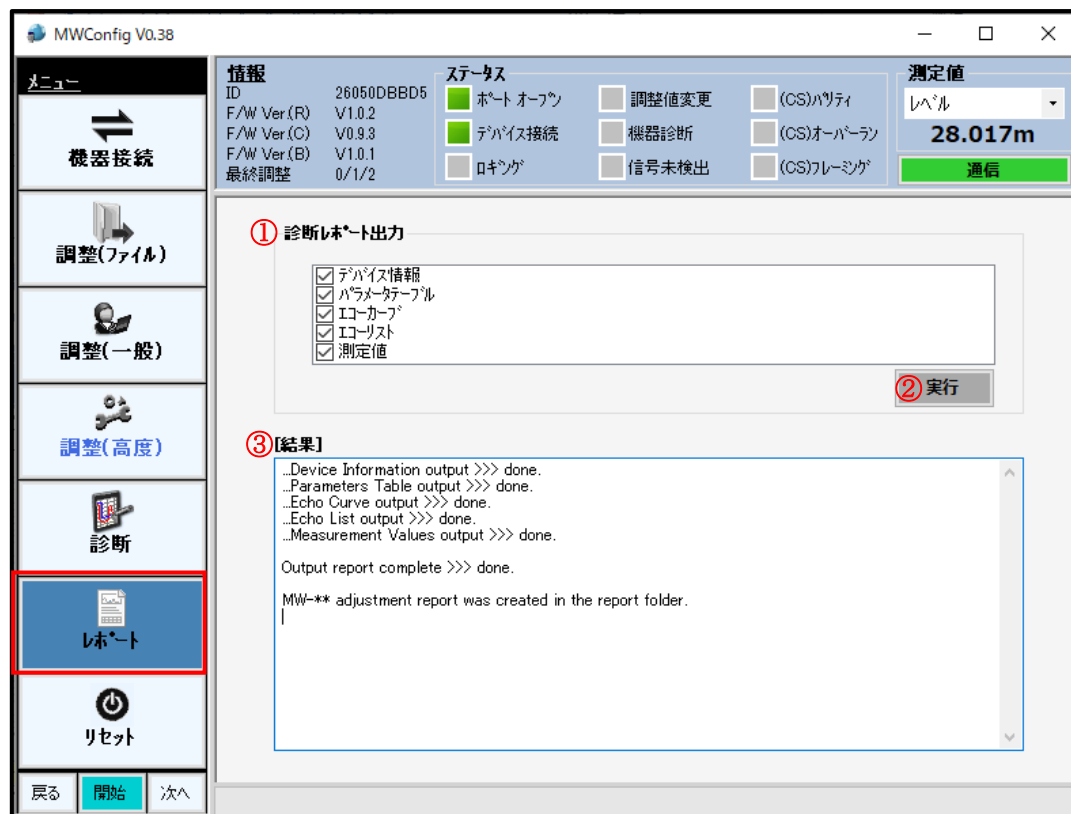 MWConfig V0.38
メニュー
機器接続
調整(ファイル)
調整(一般)
調整(高度)
診断
レポート
リセット
戻る 開始 次へ
情報
ID 26050DBBD5
F/W Ver.(R) V1.0.2
F/W Ver.(C) V0.9.3
F/W Ver.(B) V1.0.1
最終調整 0/1/2
ステータス
ポート オープン 調整値変更 (CS)パリティ
デバイス接続 機器診断 (CS)オーバーラン
ロギング 信号未検出 (CS)フレーミング
測定値
レベル
28.017m
通信
① 診断レポート出力
デバイス情報
パラメータテーブル
エコーカーブ
エコーリスト
測定値
② 実行
③ [結果]
...Device Information output >>> done.
...Parameters Table output >>> done.
...Echo Curve output >>> done.
...Echo List output >>> done.
...Measurement Values output >>> done.
Output report complete >>> done.
MW-** adjustment report was created in the report folder.